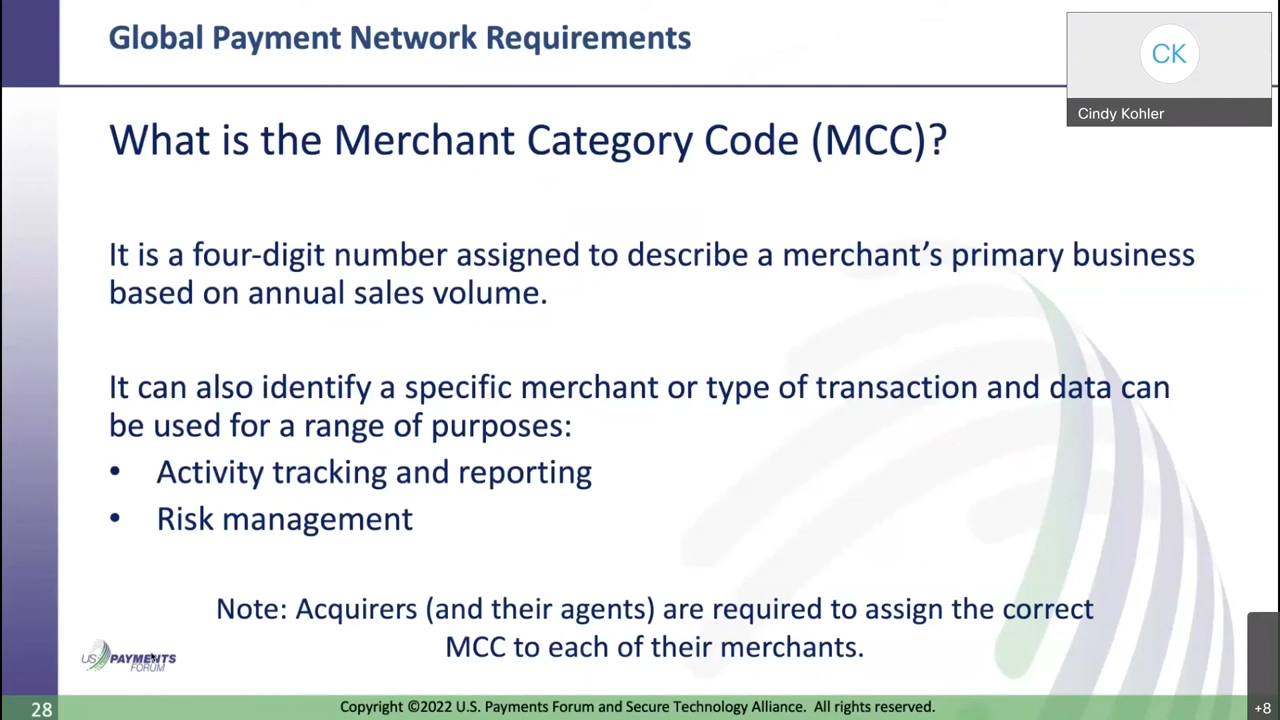 Global Payment Network Requirements
CK
Cindy Kohler
What is the Merchant Category Code (MCC)?
It is a four-digit number assigned to describe a merchant’s primary business
based on annual sales volume.
It can also identify a specific merchant or type of transaction and data can
be used for a range of purposes:
• Activity tracking and reporting
• Risk management
Note: Acquirers (and their agents) are required to assign the correct
MCC to each of their merchants.
US PAYMENTS
FORUM
28
Copyright ©2022 U.S. Payments Forum and Secure Technology Alliance. All rights reserved.
+8